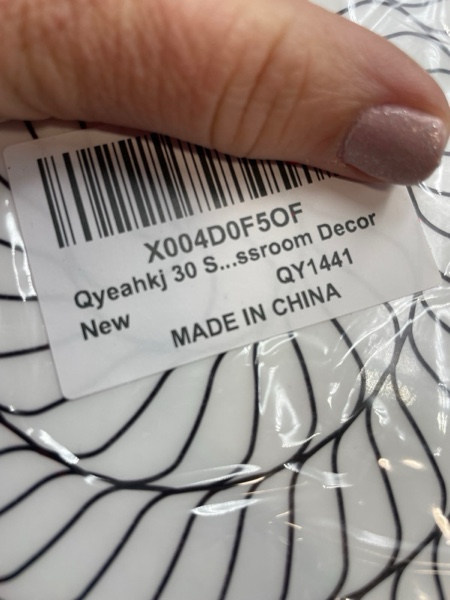 X004D0F5OF
Qyeahkj 30 S...ssroom Decor
New QY1441
MADE IN CHINA